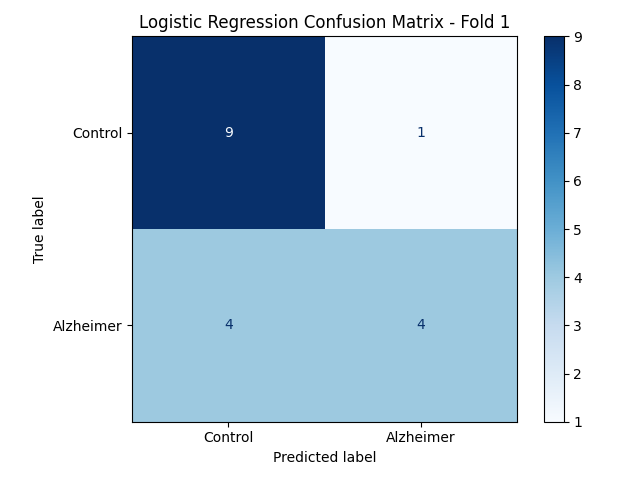 Logistic Regression Confusion Matrix - Fold 1
True label
Control
Alzheimer
9
1
4
4
Control
Alzheimer
Predicted label
9
8
7
6
5
4
3
2
1